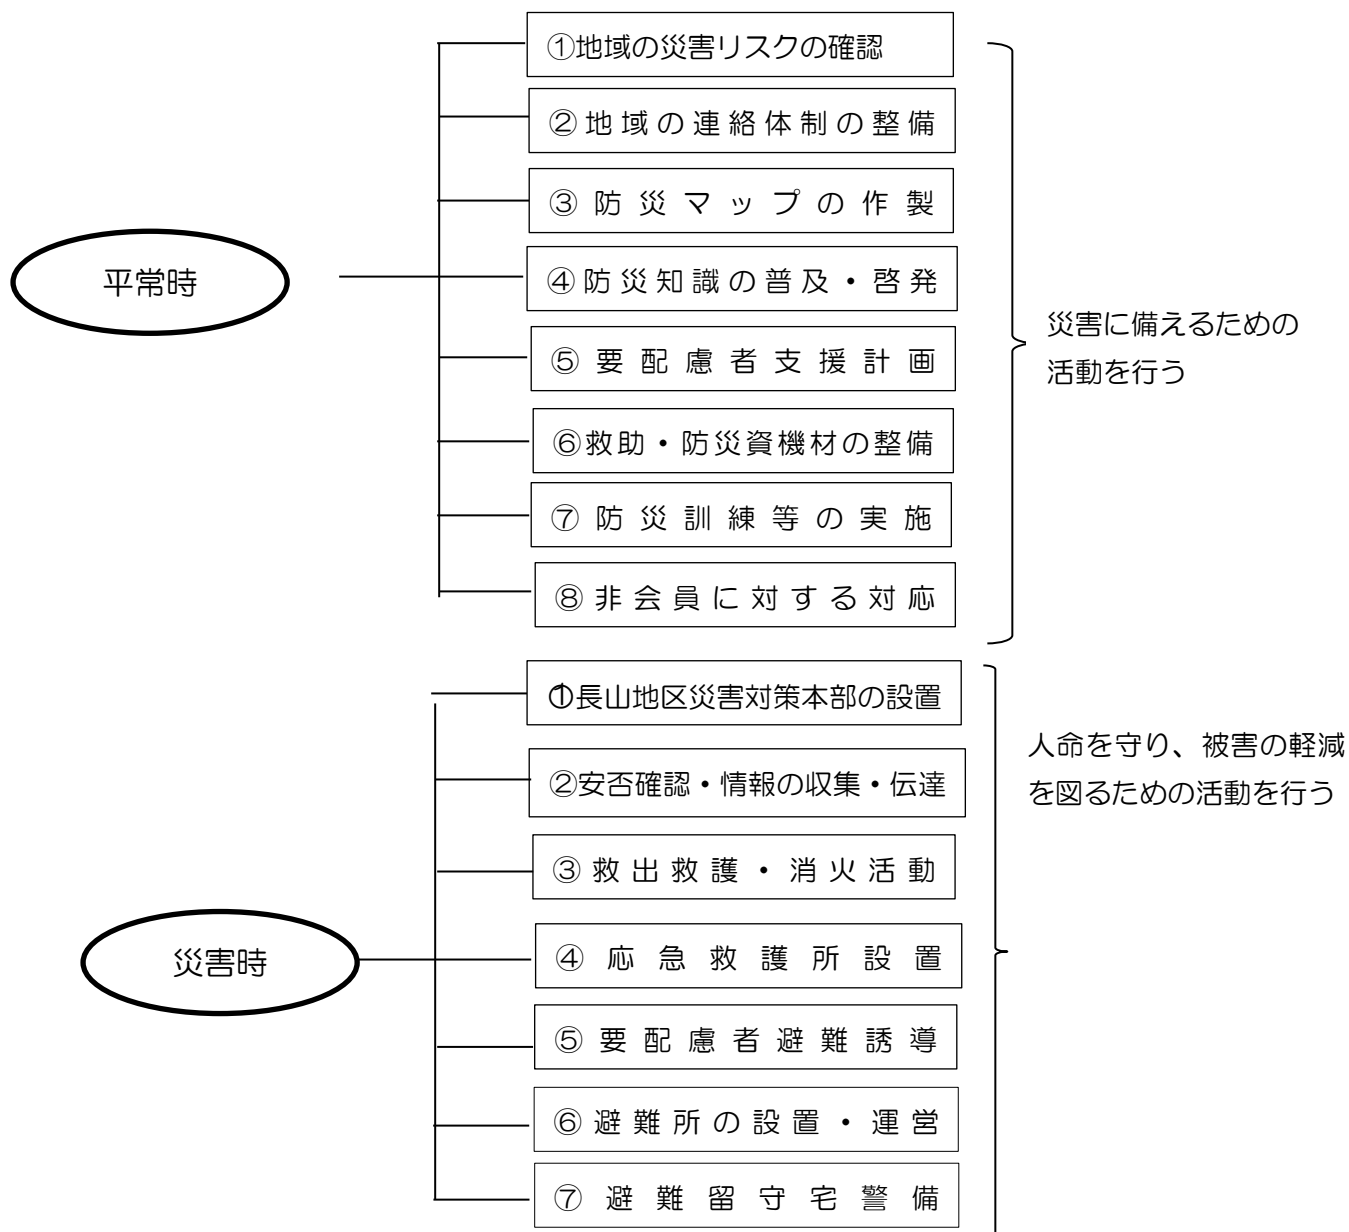 ①地域の災害リスクの確認
②地域の連絡体制の整備
③防災マップの作製
平常時
④防災知識の普及・啓発
災害に備えるための
活動を行う
⑤要配慮者支援計画
⑥救助・防災資機材の整備
⑦防災訓練等の実施
⑧非会員に対する対応
①長山地区災害対策本部の設置
人命を守り、被害の軽減
を図るための活動を行う
②安否確認・情報の収集・伝達
③救出救護・消火活動
災害時
④応急救護所設置
⑤要配慮者避難誘導
⑥避難所の設置・運営
⑦避難留守宅警備